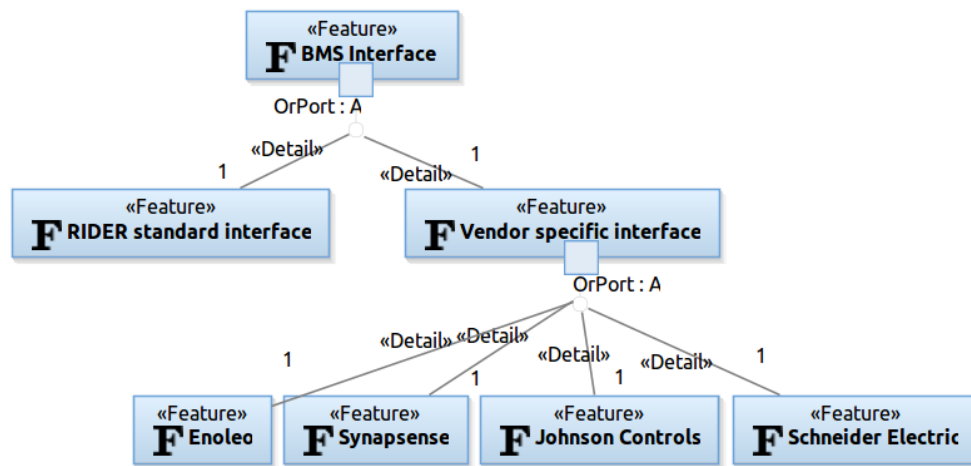 «Feature»
F BMS Interface
OrPort : A
«Detail»
1
«Detail»
1
«Feature»
F RIDER standard interface
«Feature»
F Vendor specific interface
OrPort : A
«Detail»
«Detail»
«Detail»
«Detail»
1
1
1
1
«Feature»
F Enoleo
«Feature»
F Synapsense
«Feature»
F Johnson Controls
«Feature»
F Schneider Electric